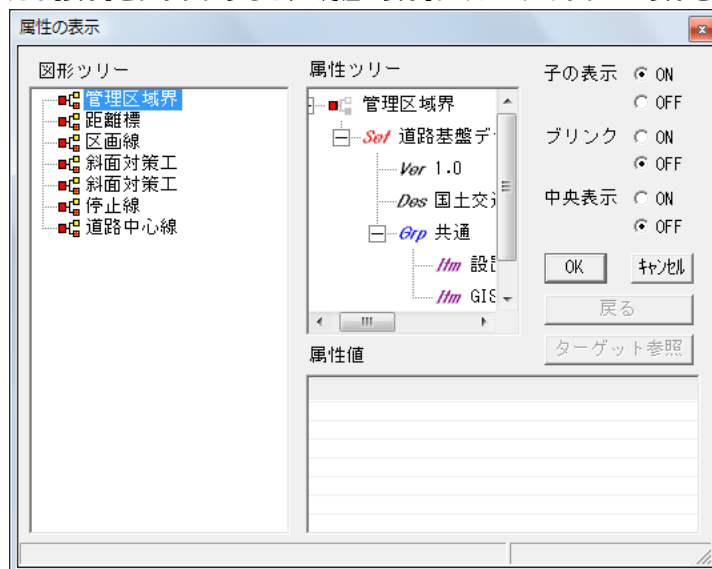 属性の表示
図形ツリー
管理区域界
距離標
区画線
斜面対策工
斜面対策工
停止線
道路中心線
属性ツリー
管理区域界
Set 道路基盤デ
Ver 1.0
Des 国土交
Grp 共通
Itm 設
Itm GIS
属性値
子の表示 ON
OFF
ブリンク ON
OFF
中央表示 ON
OFF
OK ｷｬﾝｾﾙ
戻る
ターゲット参照